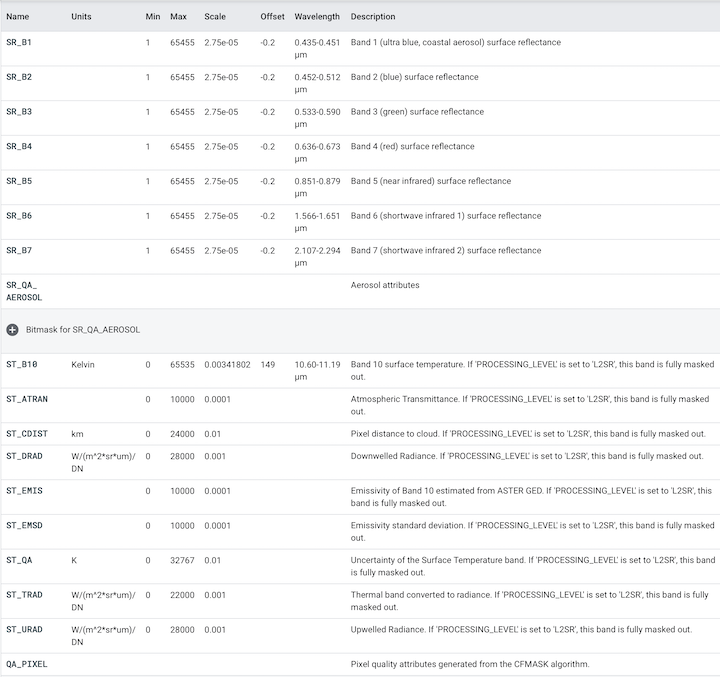 Name Units Min Max Scale Offset Wavelength Description
SR_B1 1 65455 2.75e-05 -0.2 0.435-0.451 Band 1 (ultra blue, coastal aerosol) surface reflectance
μm
SR_B2 1 65455 2.75e-05 -0.2 0.452-0.512 Band 2 (blue) surface reflectance
μm
SR_B3 1 65455 2.75e-05 -0.2 0.533-0.590 Band 3 (green) surface reflectance
μm
SR_B4 1 65455 2.75e-05 -0.2 0.636-0.673 Band 4 (red) surface reflectance
μm
SR_B5 1 65455 2.75e-05 -0.2 0.851-0.879 Band 5 (near infrared) surface reflectance
μm
SR_B6 1 65455 2.75e-05 -0.2 1.566-1.651 Band 6 (shortwave infrared 1) surface reflectance
μm
SR_B7 1 65455 2.75e-05 -0.2 2.107-2.294 Band 7 (shortwave infrared 2) surface reflectance
μm
SR_QA_ Aerosol attributes
AEROSOL
Bitmask for SR_QA_AEROSOL
ST_B10 Kelvin 0 65535 0.00341802 149 10.60-11.19 Band 10 surface temperature. If 'PROCESSING_LEVEL' is set to 'L2SR', this band is fully masked
μm out.
ST_ATRAN 0 10000 0.0001 Atmospheric Transmittance. If 'PROCESSING_LEVEL' is set to 'L2SR', this band is fully masked
out.
ST_CDIST km 0 24000 0.01 Pixel distance to cloud. If 'PROCESSING_LEVEL' is set to 'L2SR', this band is fully masked out.
ST_DRAD W/(m^2*sr*um)/ 0 28000 0.001 Downwelled Radiance. If 'PROCESSING_LEVEL' is set to 'L2SR', this band is fully masked out.
DN
ST_EMIS 0 10000 0.0001 Emissivity of Band 10 estimated from ASTER GED. If 'PROCESSING_LEVEL' is set to 'L2SR', this
band is fully masked out.
ST_EMSD 0 10000 0.0001 Emissivity standard deviation. If 'PROCESSING_LEVEL' is set to 'L2SR', this band is fully masked
out.
ST_QA K 0 32767 0.01 Uncertainty of the Surface Temperature band. If 'PROCESSING_LEVEL' is set to 'L2SR', this band
is fully masked out.
ST_TRAD W/(m^2*sr*um)/ 0 22000 0.001 Thermal band converted to radiance. If 'PROCESSING_LEVEL' is set to 'L2SR', this band is fully
DN masked out.
ST_URAD W/(m^2*sr*um)/ 0 28000 0.001 Upwelled Radiance. If 'PROCESSING_LEVEL' is set to 'L2SR', this band is fully masked out.
DN
QA_PIXEL Pixel quality attributes generated from the CFMASK algorithm.